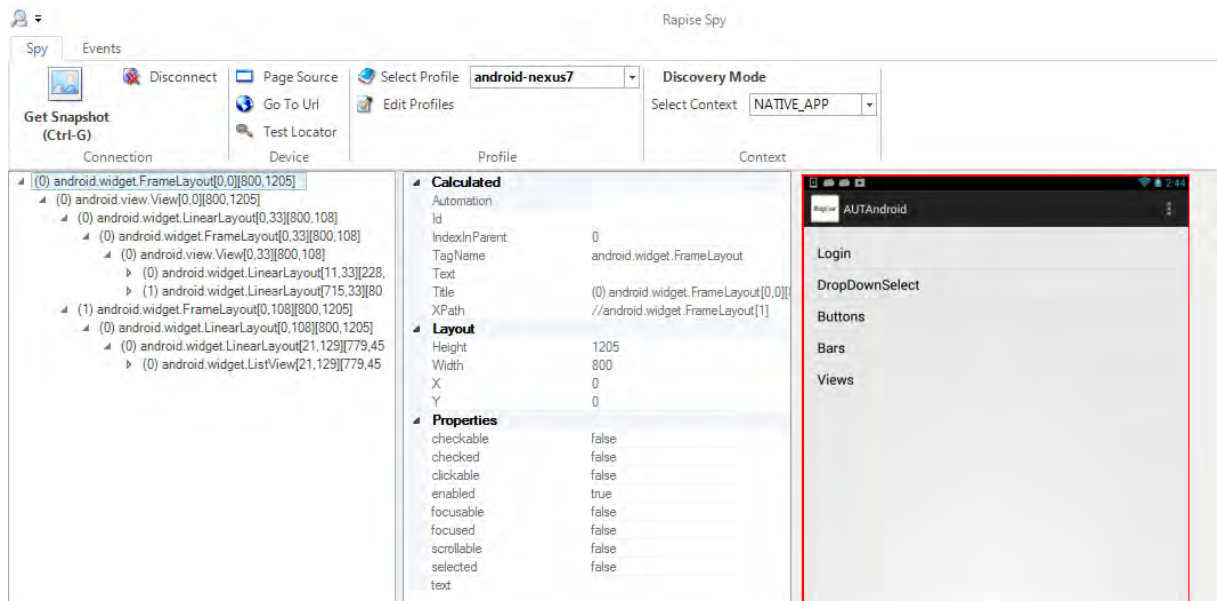 Rapise Spy
Spy Events
Disconnect Page Source Select Profile android-nexus7 Discovery Mode
Get Snapshot Go To Url Edit Profiles Select Context NATIVE_APP
(Ctrl-G) Test Locator
Connection Device Profile Context
(0) android.widget.FrameLayout[0,0][800,1205]
(0) android.view.View[0,0][800,1205]
(0) android.widget.LinearLayout[0,33][800,108]
(0) android.widget.FrameLayout[0,33][800,108]
(0) android.view.View[0,33][800,108]
(0) android.widget.LinearLayout[11,33][228,
(1) android.widget.LinearLayout[715,33][80
(1) android.widget.FrameLayout[0,108][800,1205]
(0) android.widget.LinearLayout[0,108][800,1205]
(0) android.widget.LinearLayout[21,129][779,45
(0) android.widget.ListView[21,129][779,45
Calculated
Automation
Id
IndexInParent 0
TagName android.widget.FrameLayout
Text
Title (0) android.widget.FrameLayout[0,0][8
XPath //android.widget.FrameLayout[1]
Layout
Height 1205
Width 800
X 0
Y 0
Properties
checkable false
checked false
clickable false
enabled true
focusable false
focused false
scrollable false
selected false
text
2:44
Rapise AUTAndroid
Login
DropDownSelect
Buttons
Bars
Views